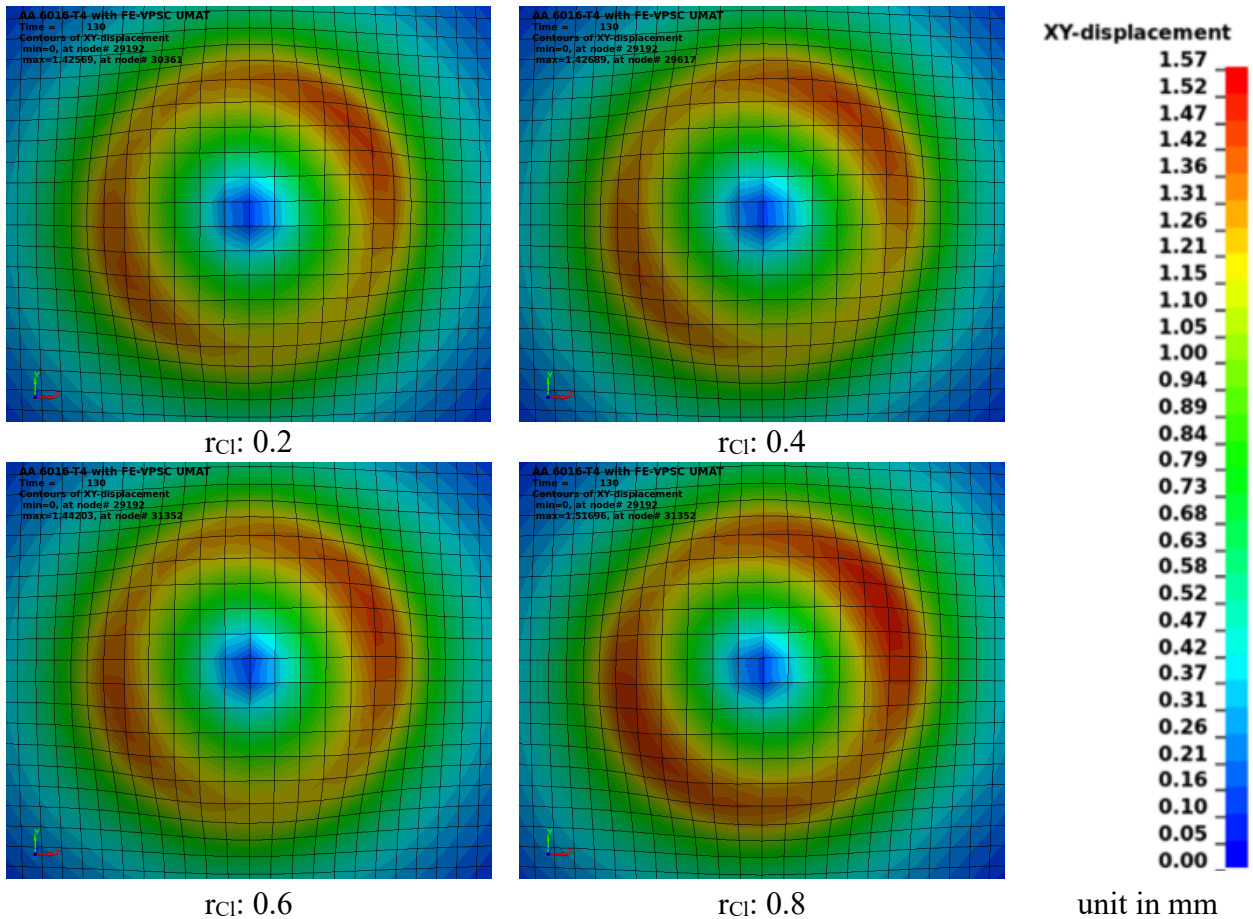 AA 6016-T4 with FE-VPSC UMAT
Time = 130
Contours of XY-displacement
min=0, at node# 29192
max=1.42569, at node# 30361
Y
X
rCl: 0.2
AA 6016-T4 with FE-VPSC UMAT
Time = 130
Contours of XY-displacement
min=0, at node# 29192
max=1.42689, at node# 29617
Y
X
rCl: 0.4
AA 6016-T4 with FE-VPSC UMAT
Time = 130
Contours of XY-displacement
min=0, at node# 29192
max=1.44203, at node# 31352
Y
X
rCl: 0.6
AA 6016-T4 with FE-VPSC UMAT
Time = 130
Contours of XY-displacement
min=0, at node# 29192
max=1.51696, at node# 31352
Y
X
rCl: 0.8
XY-displacement
1.57
1.52
1.47
1.42
1.36
1.31
1.26
1.21
1.15
1.10
1.05
1.00
0.94
0.89
0.84
0.79
0.73
0.68
0.63
0.58
0.52
0.47
0.42
0.37
0.31
0.26
0.21
0.16
0.10
0.05
0.00
unit in mm